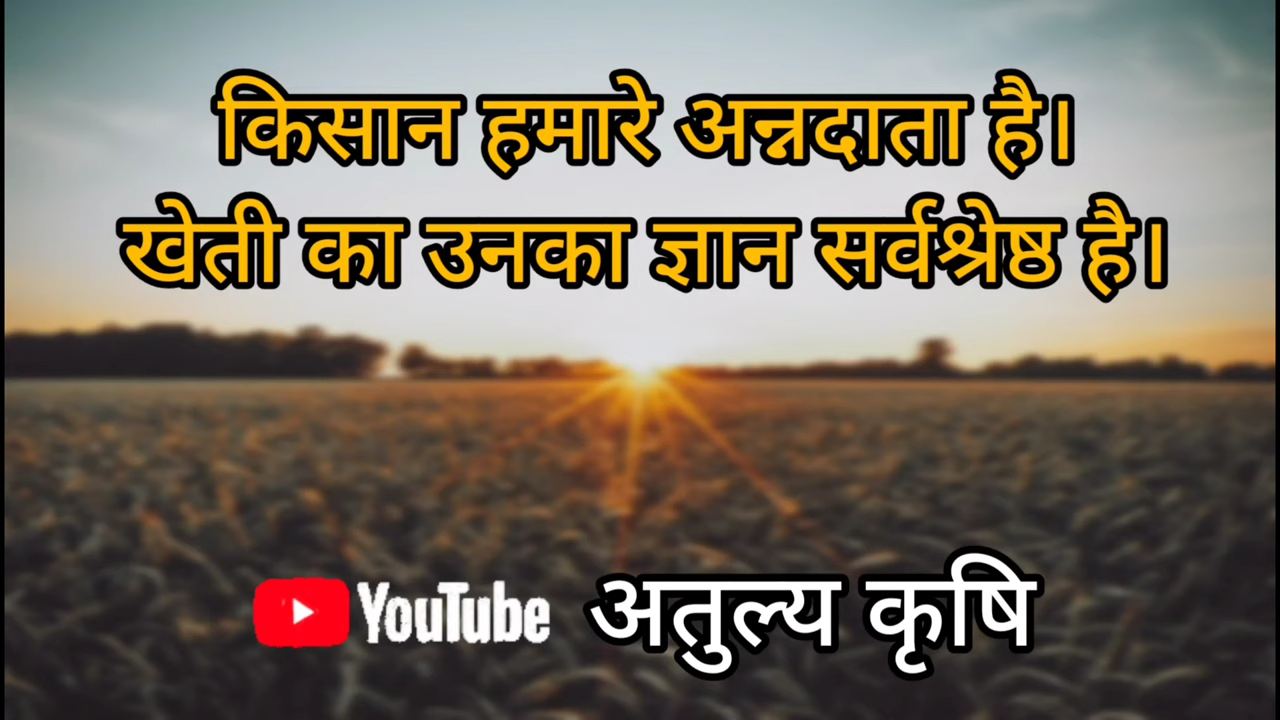 किसान हमारे अन्नदाता है।
खेती का उनका ज्ञान सर्वश्रेष्ठ है।
YouTube अतुल्य कृषि